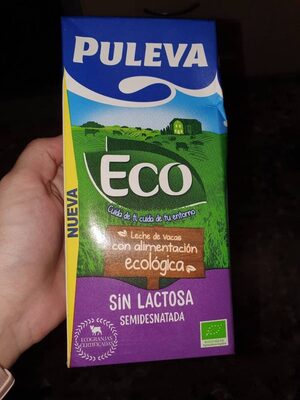 PULEVA
NUEVA
ECO
Cuida de ti, cuida de tu entorno
Leche de Vacas
con alimentación
ecológica
SIN LACTOSA
SEMIDESNATADA
ECOGRANJAS
CERTIFICADAS